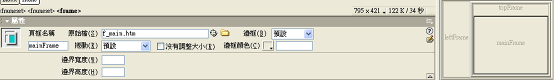 <frameset> <frameset> <frame>
795 x 421 122 K / 34 秒
屬性
頁框名稱 原始檔(S) f_main.htm 邊框(B) 預設
mainFrame 捲動(R) 預設 沒有調整大小(Z) 邊框顏色(C)
邊界寬度(W)
邊界高度(H)
topFrame
leftFrame
mainFrame